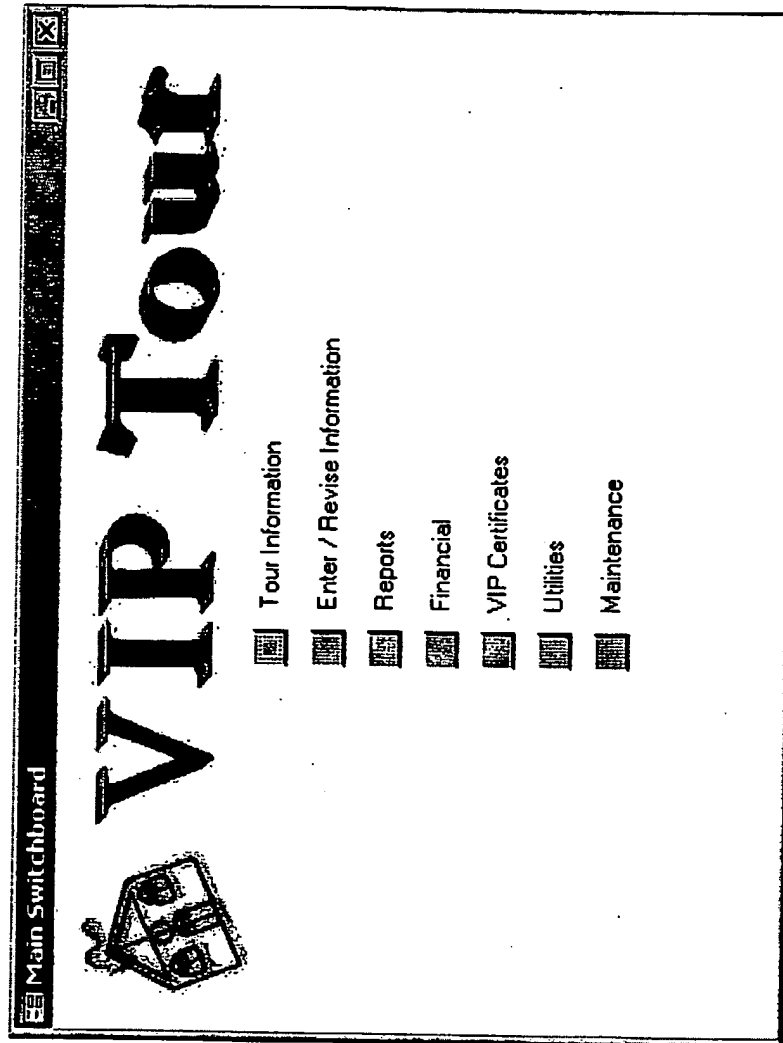 Main Switchboard
VIP Tour
Tour Information
Enter / Revise Information
Reports
Financial
VIP Certificates
Utilities
Maintenance